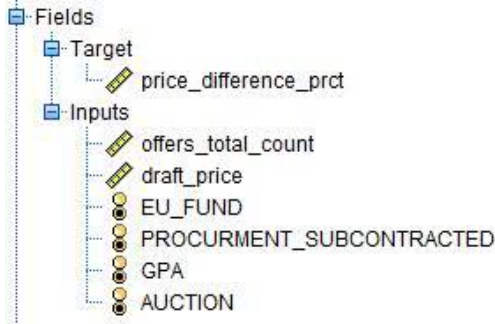 Fields
Target
price_difference_prct
Inputs
offers_total_count
draft_price
EU_FUND
PROCURMENT_SUBCONTRACTED
GPA
AUCTION